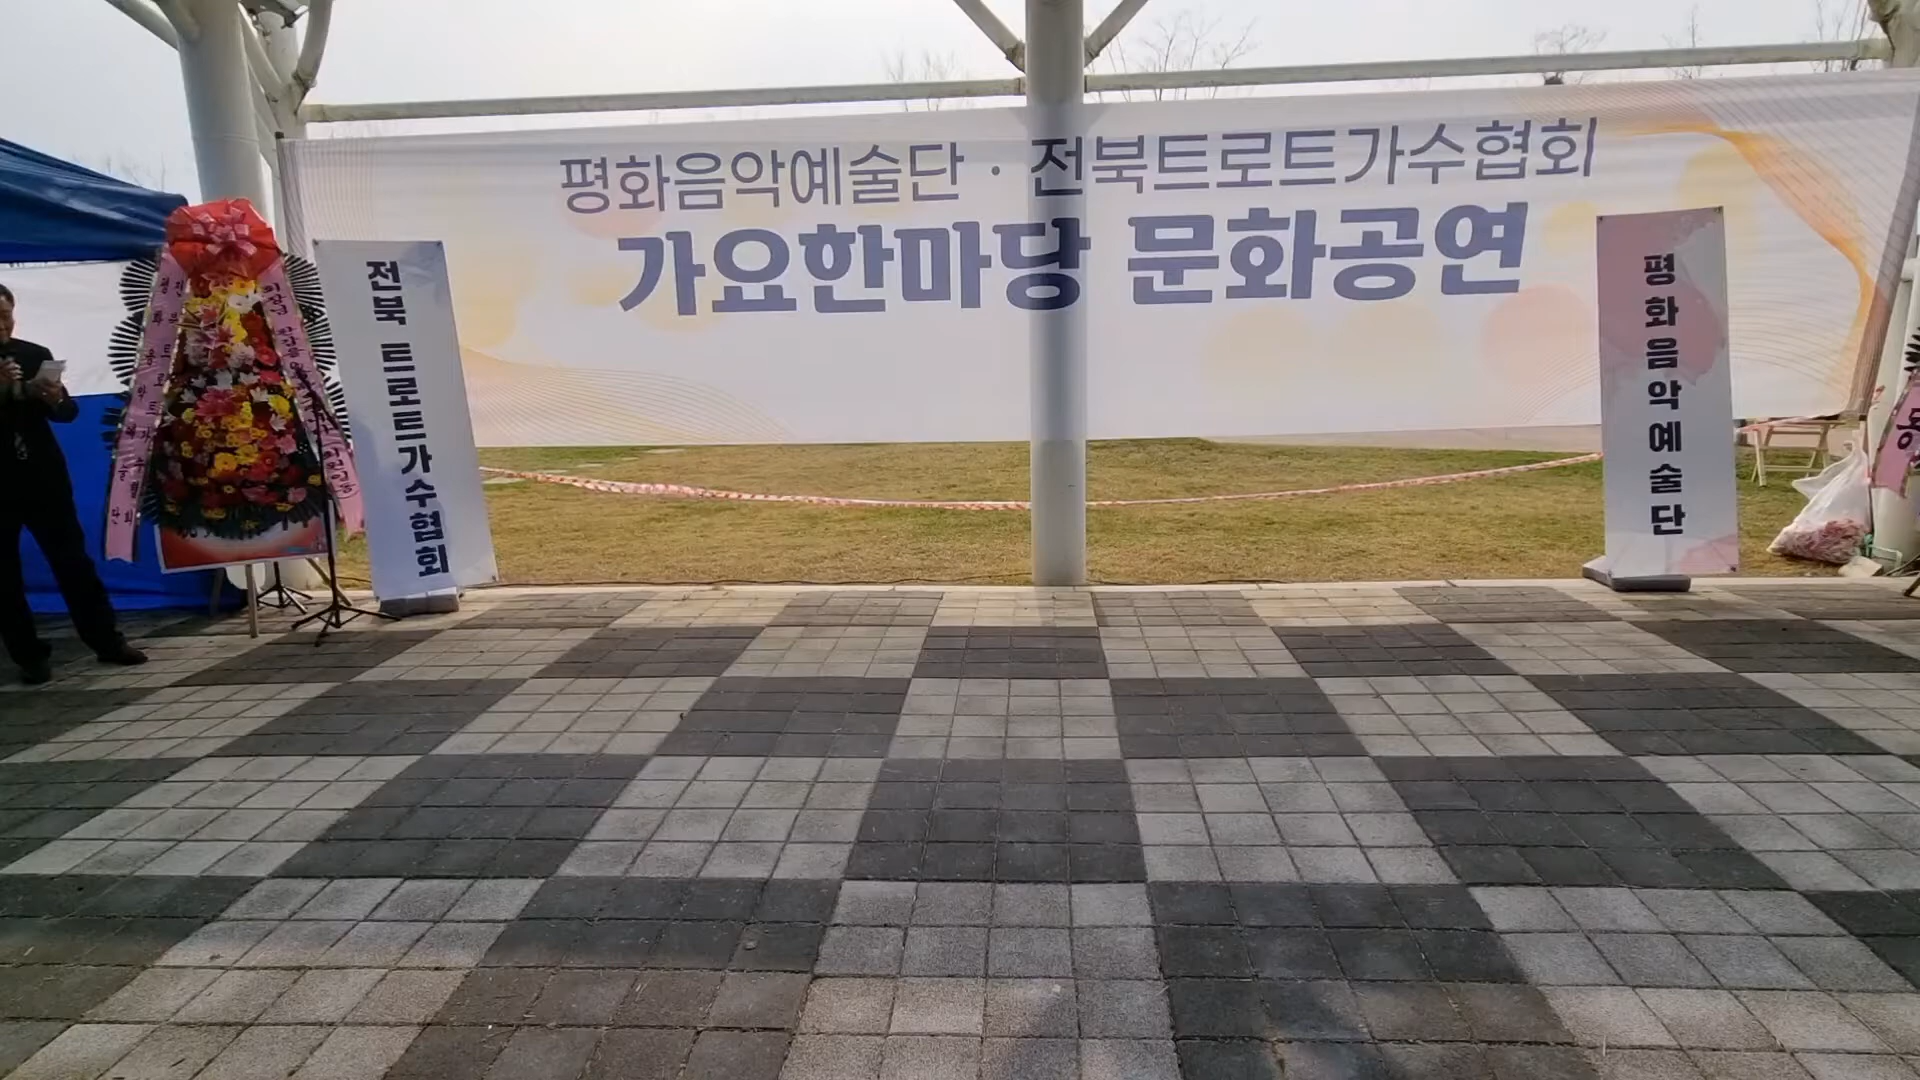 평화음악예술단 · 전북트로트가수협회
가요한마당 문화공연
전북 트로트가수협회
평화음악예술단